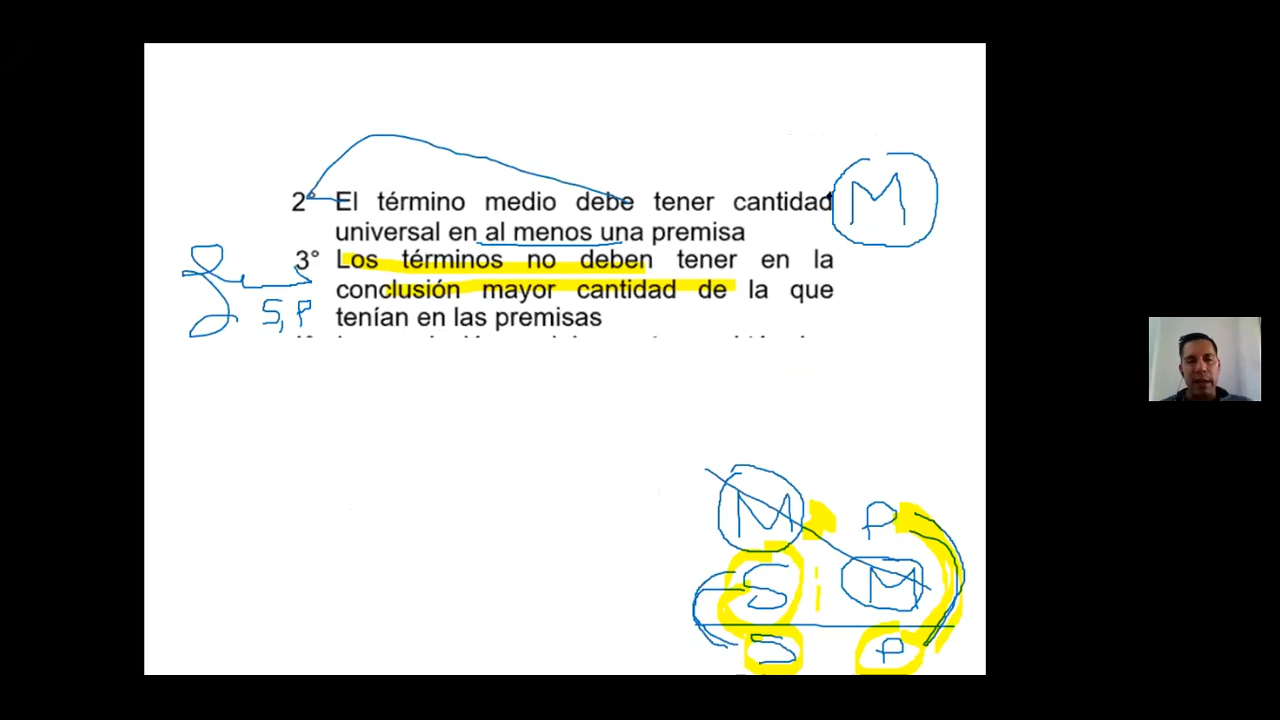 2° El término medio debe tener cantidad M
universal en al menos una premisa
3° Los términos no deben tener en la
conclusión mayor cantidad de la que
S, P
tenían en las premisas
M P
S M
S P